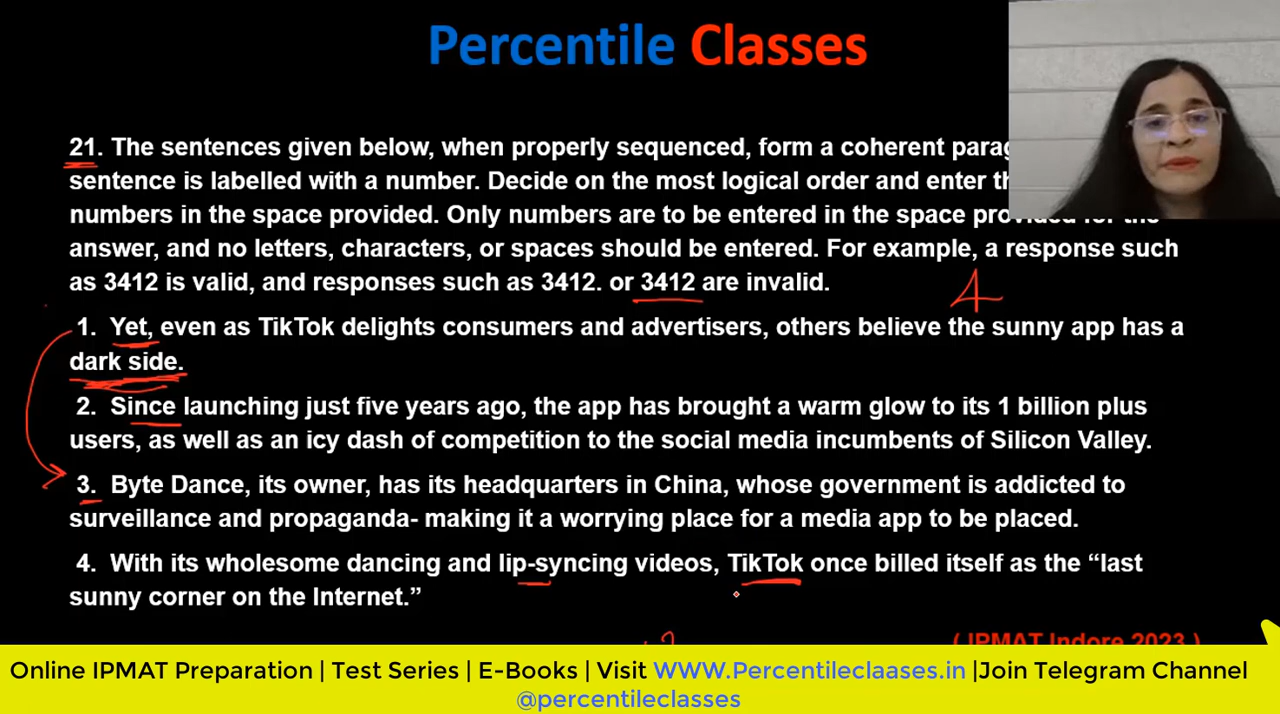 Percentile Classes
21. The sentences given below, when properly sequenced, form a coherent parag
sentence is labelled with a number. Decide on the most logical order and enter th
numbers in the space provided. Only numbers are to be entered in the space provided for the
answer, and no letters, characters, or spaces should be entered. For example, a response such
as 3412 is valid, and responses such as 3412. or 3412 are invalid.
4
1. Yet, even as TikTok delights consumers and advertisers, others believe the sunny app has a
dark side.
2. Since launching just five years ago, the app has brought a warm glow to its 1 billion plus
users, as well as an icy dash of competition to the social media incumbents of Silicon Valley.
3. Byte Dance, its owner, has its headquarters in China, whose government is addicted to
surveillance and propaganda- making it a worrying place for a media app to be placed.
4. With its wholesome dancing and lip-syncing videos, TikTok once billed itself as the “last
sunny corner on the Internet.”
( IPMAT Indore 2023 )
Online IPMAT Preparation | Test Series | E-Books | Visit WWW.Percentileclaases.in |Join Telegram Channel
@percentileclasses